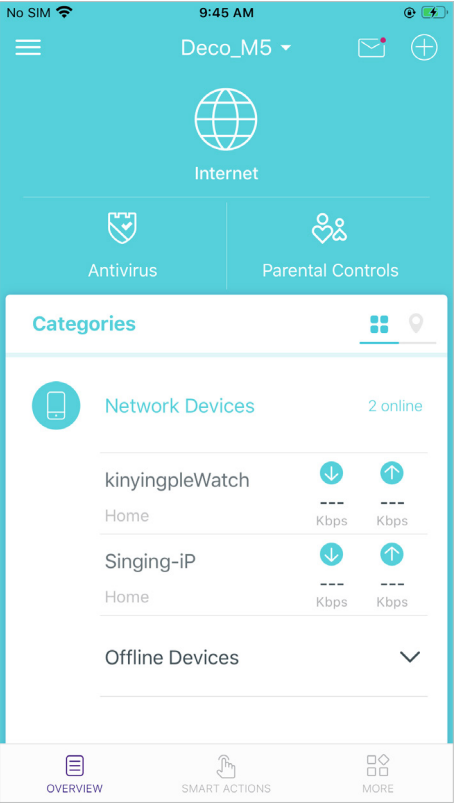 No SIM 9:45 AM
Deco_M5
Internet
Antivirus Parental Controls
Categories
Network Devices 2 online
kinyingpleWatch
Home --- Kbps --- Kbps
Singing-iP
Home --- Kbps --- Kbps
Offline Devices
OVERVIEW SMART ACTIONS MORE